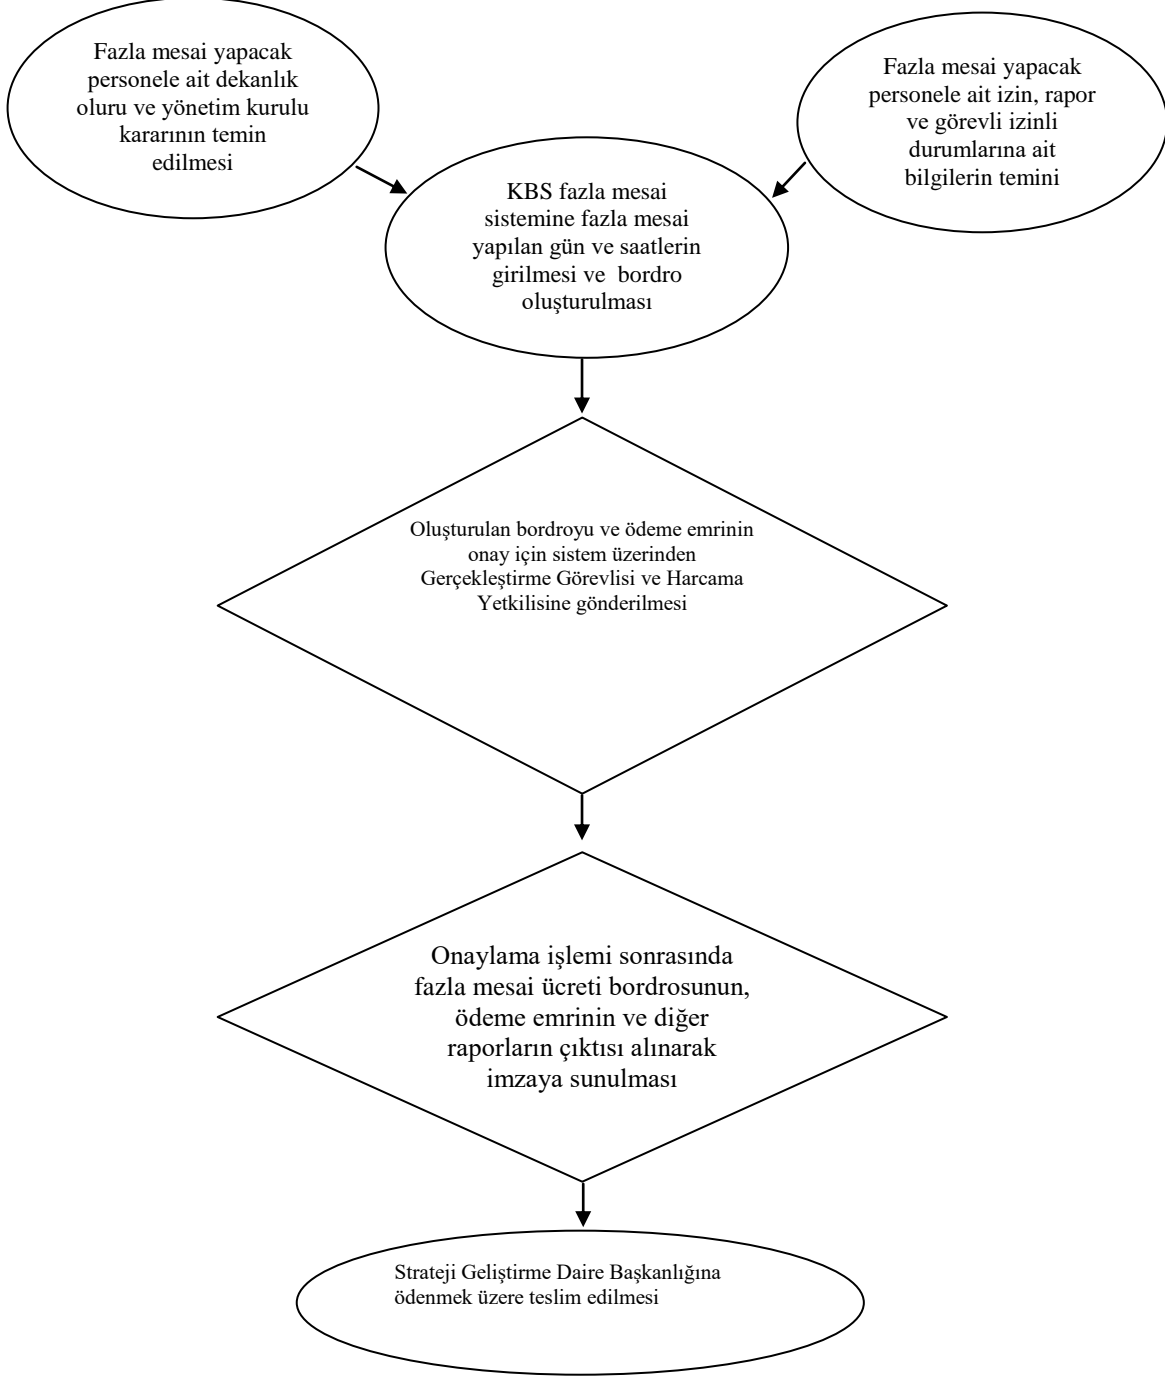 Fazla mesai yapacak
personele ait dekanlık
oluru ve yönetim kurulu
kararının temin
edilmesi
Fazla mesai yapacak
personele ait izin, rapor
ve görevli izinli
durumlarına ait
bilgilerin temini
KBS fazla mesai
sistemine fazla mesai
yapılan gün ve saatlerin
girilmesi ve  bordro
oluşturulması
Oluşturulan bordroyu ve ödeme emrinin
onay için sistem üzerinden
Gerçekleştirme Görevlisi ve Harcama
Yetkilisine gönderilmesi
Onaylama işlemi sonrasında
fazla mesai ücreti bordrosunun,
ödeme emrinin ve diğer
raporların çıktısı alınarak
imzaya sunulması
Strateji Geliştirme Daire Başkanlığına
ödenmek üzere teslim edilmesi